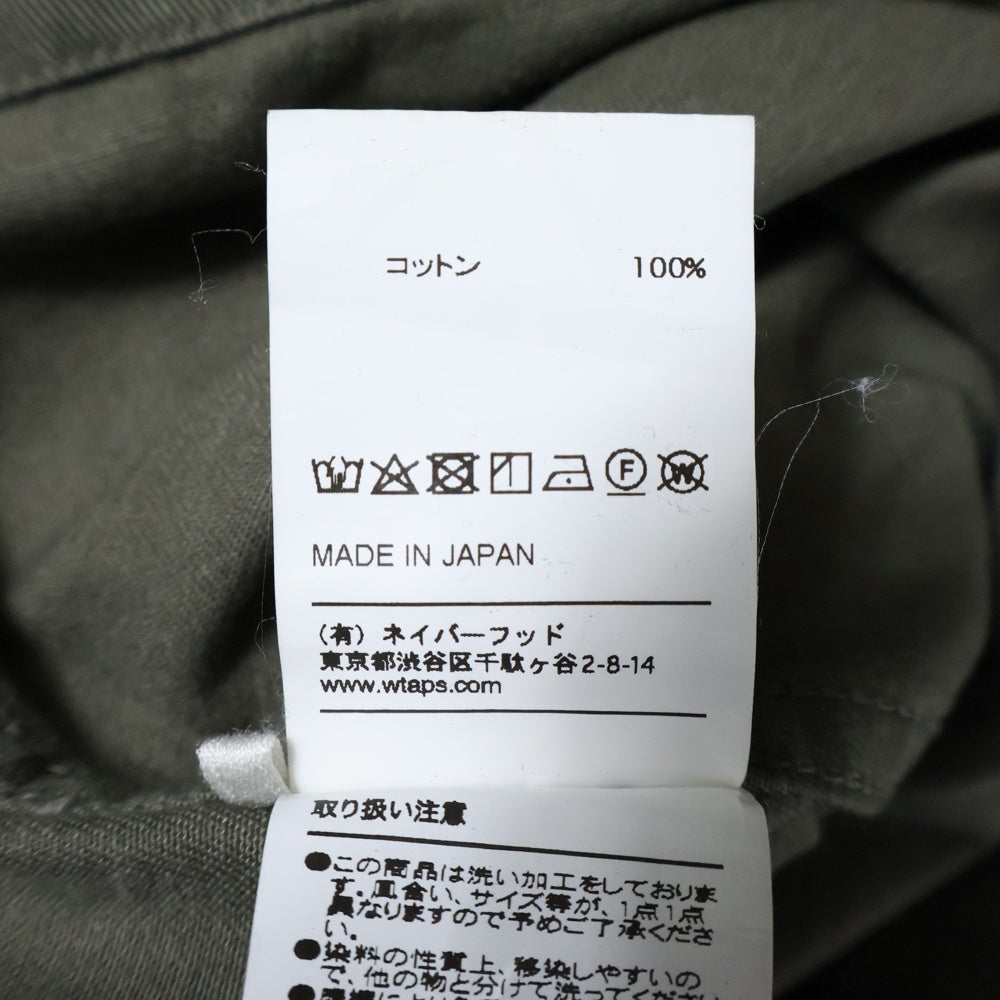 コットン 100%
F W
MADE IN JAPAN
(有) ネイバーフッド
東京都渋谷区千駄ヶ谷2-8-14
www.wtaps.com
取り扱い注意
●この商品は洗い加工をしておりま
す。風合い、サイズ等が、1点1点
異なりますので予めご了承くださ
い。
●染料の性質上、移染しやすいの
で、他の物と分けて洗ってください